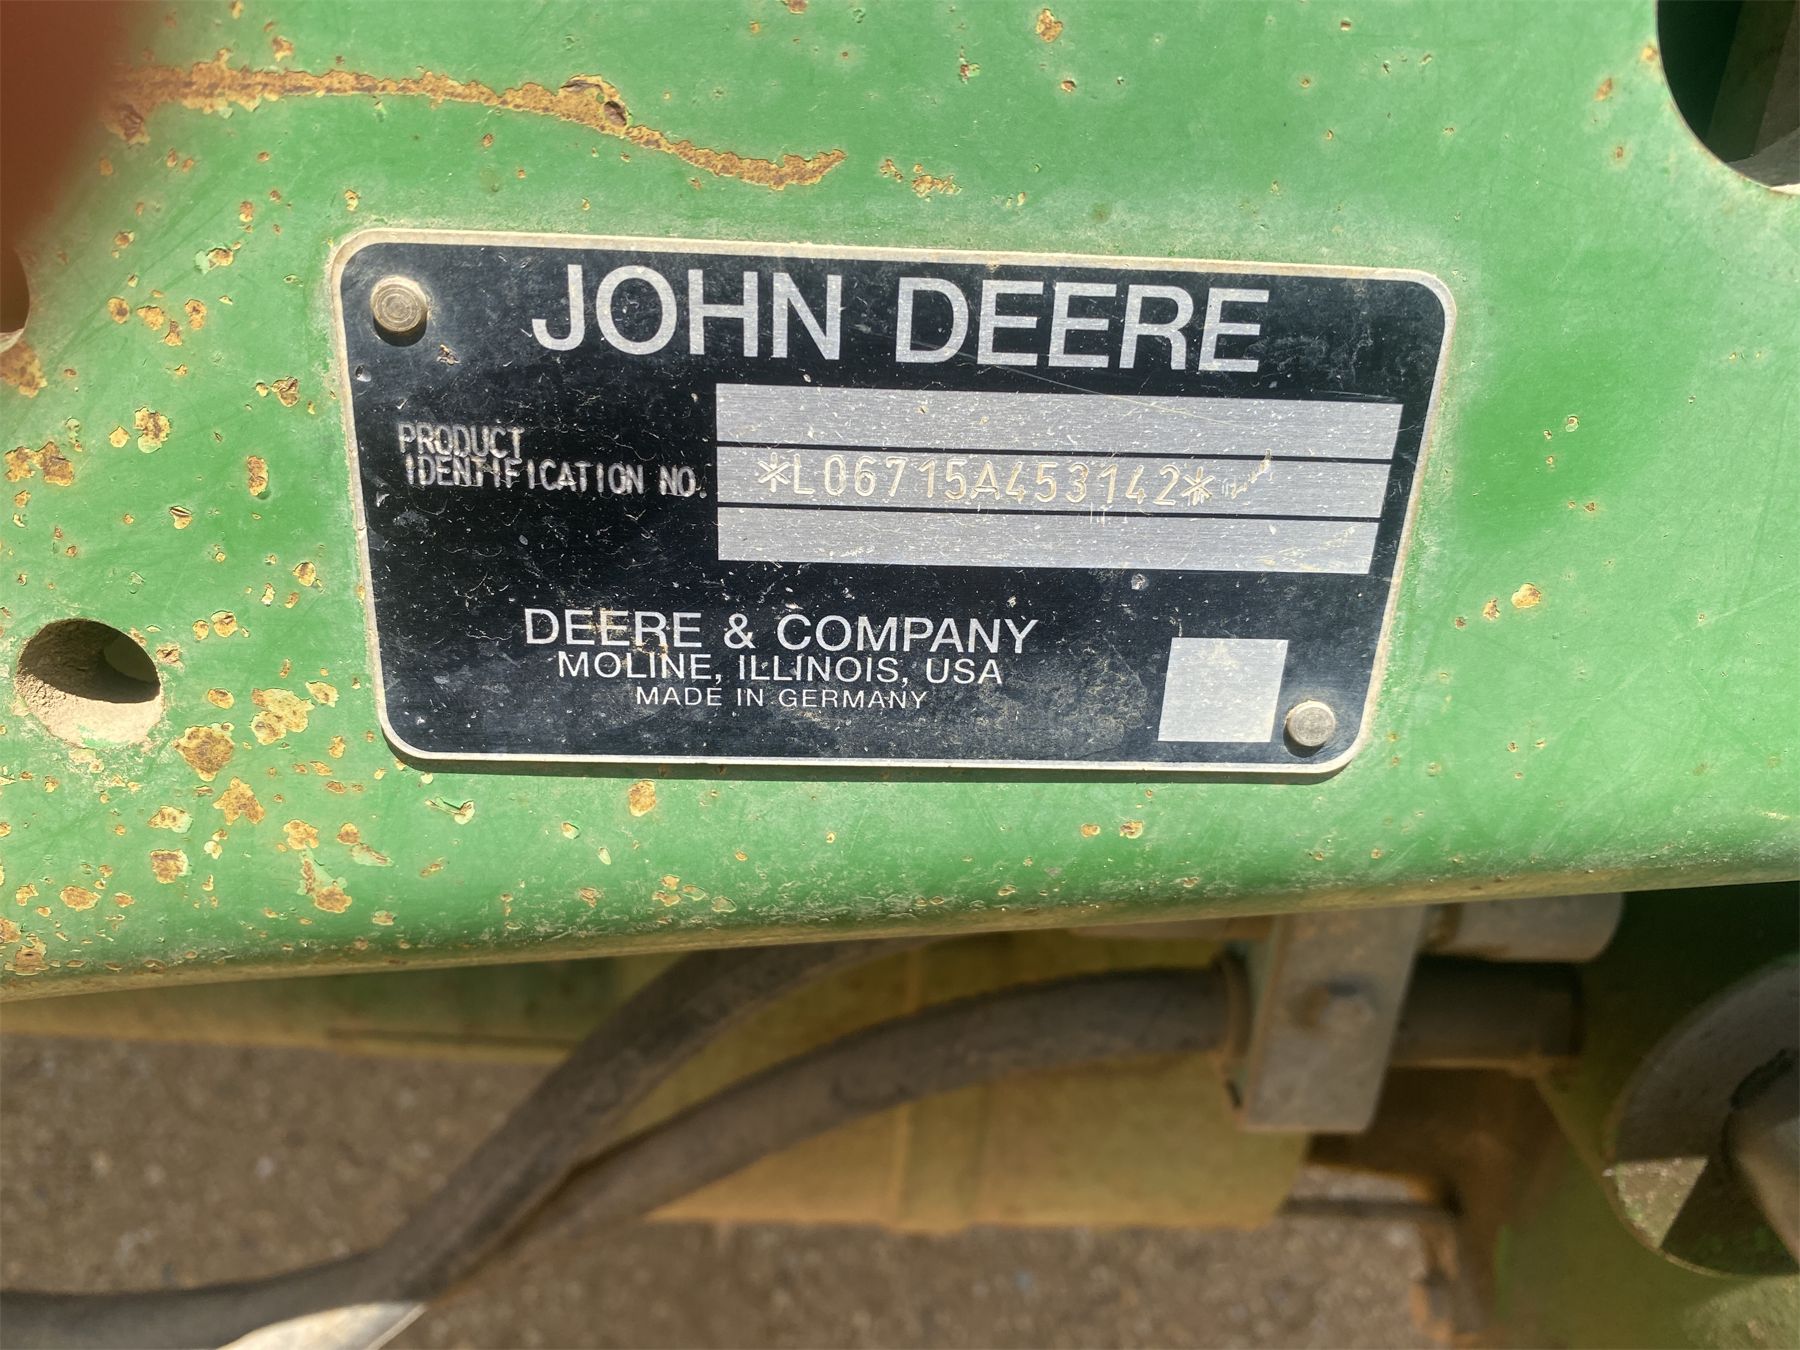 JOHN DEERE
PRODUCT
IDENTIFICATION NO.
*L06715A453142*
DEERE & COMPANY
MOLINE, ILLINOIS, USA
MADE IN GERMANY